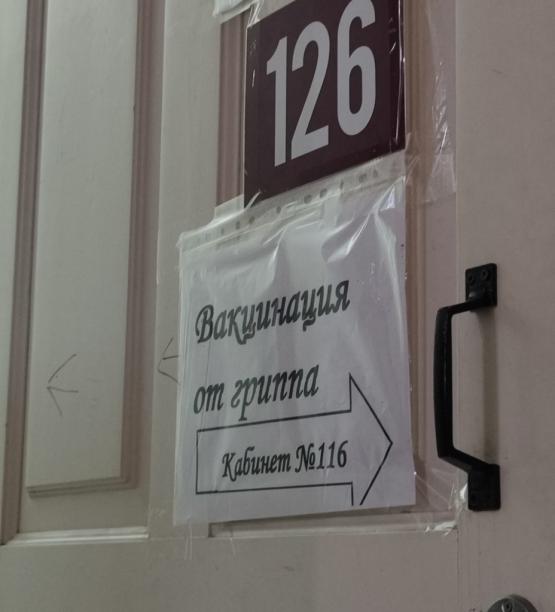 126
Вакцинация
от гриппа
Кабинет №116